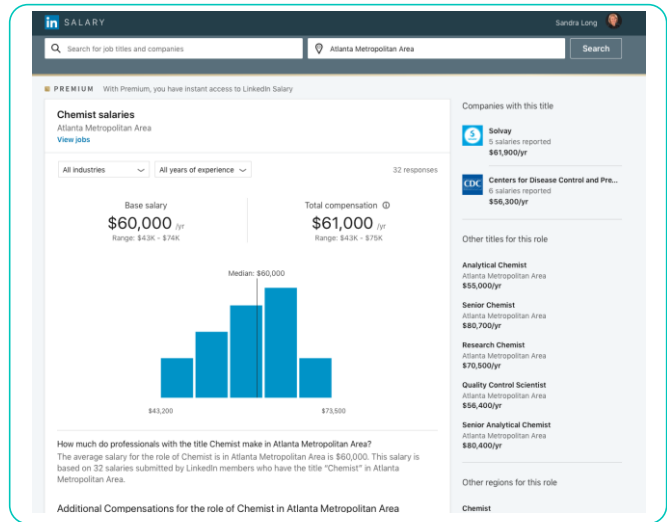 in SALARY
Sandra Long
Search for job titles and companies
Atlanta Metropolitan Area
Search
PREMIUM With Premium, you have instant access to LinkedIn Salary
Chemist salaries
Atlanta Metropolitan Area
View jobs
All industries
All years of experience
32 responses
Base salary
$60,000 /yr
Range: $43K - $74K
Total compensation
$61,000 /yr
Range: $43K - $75K
Median: $60,000
$43,200
$73,500
How much do professionals with the title Chemist make in Atlanta Metropolitan Area?
The average salary for the role of Chemist is in Atlanta Metropolitan Area is $60,000. This salary is
based on 32 salaries submitted by LinkedIn members who have the title "Chemist" in Atlanta
Metropolitan Area.
Additional Compensations for the role of Chemist in Atlanta Metropolitan Area
Companies with this title
Solvay
5 salaries reported
$61,900/yr
CDC
Centers for Disease Control and Pre...
6 salaries reported
$56,300/yr
Other titles for this role
Analytical Chemist
Atlanta Metropolitan Area
$55,000/yr
Senior Chemist
Atlanta Metropolitan Area
$80,700/yr
Research Chemist
Atlanta Metropolitan Area
$70,500/yr
Quality Control Scientist
Atlanta Metropolitan Area
$56,400/yr
Senior Analytical Chemist
Atlanta Metropolitan Area
$80,400/yr
Other regions for this role
Chemist